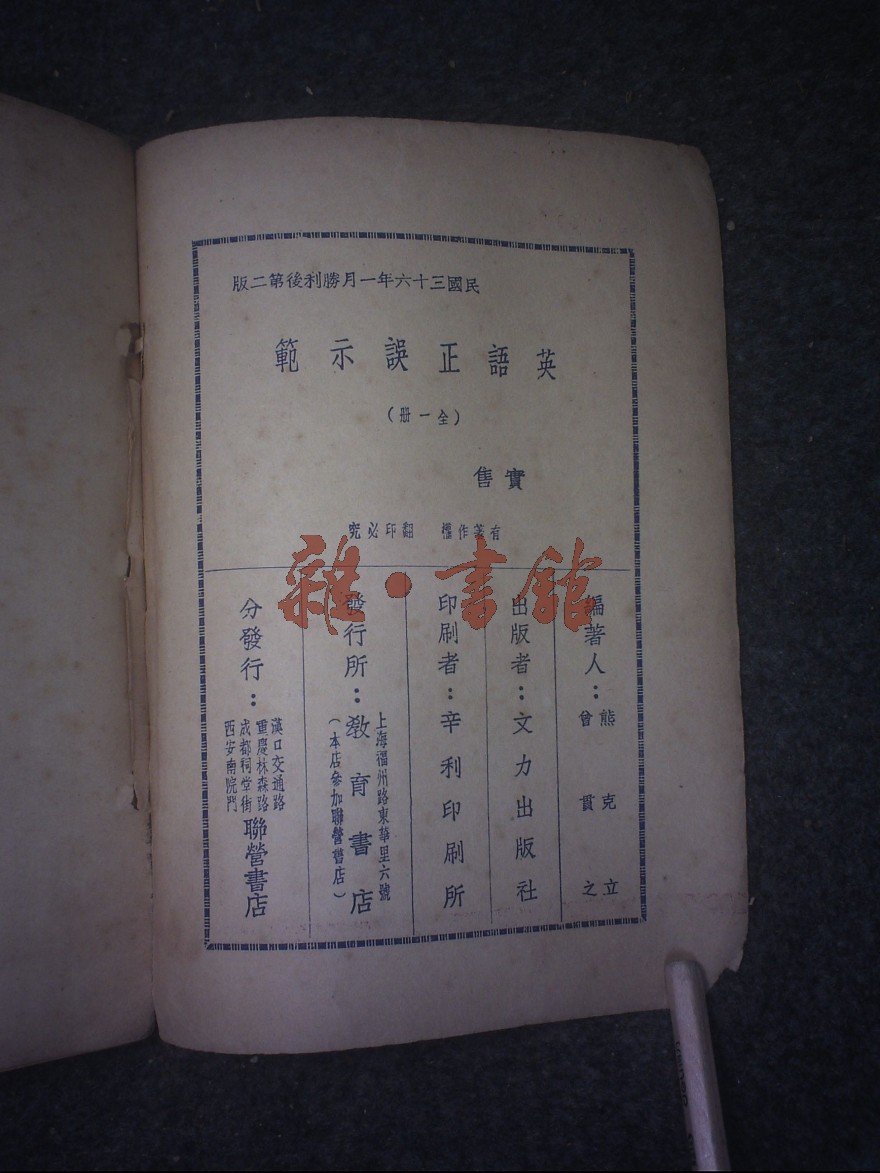 民國三十六年一月勝利後第二版
英語正誤示範
（全一册）
實售
有著作權 翻印必究
編著人：熊克立
曾貫之
出版者：文力出版社
印刷者：辛利印刷所
發行所：教育書店
上海福州路東華里六號
（本店參加聯營書店）
分發行：
漢口交通路
重慶林森路
成都祠堂街
西安南院門
聯營書店
雜·書館